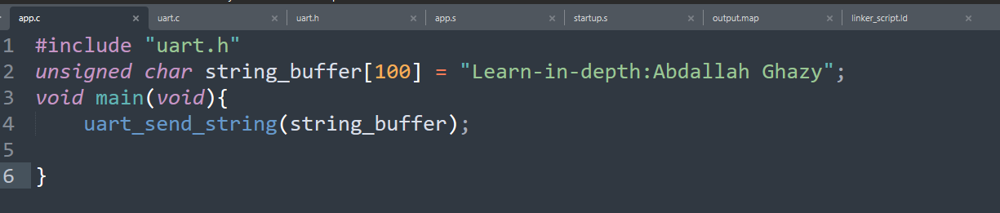 app.c × uart.c × uart.h × app.s × startup.s × output.map × linker_script.ld ×
1 #include "uart.h"
2 unsigned char string_buffer[100] = "Learn-in-depth:Abdallah Ghazy";
3 void main(void){
4 uart_send_string(string_buffer);
5
6 }